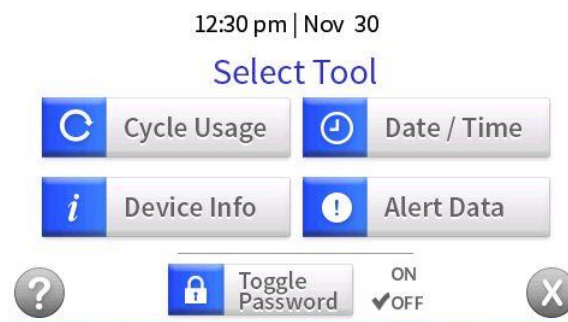 12:30 pm | Nov 30
Select Tool
Cycle Usage
Date / Time
i
Device Info
!
Alert Data
?
Toggle
Password
ON
✔OFF
X